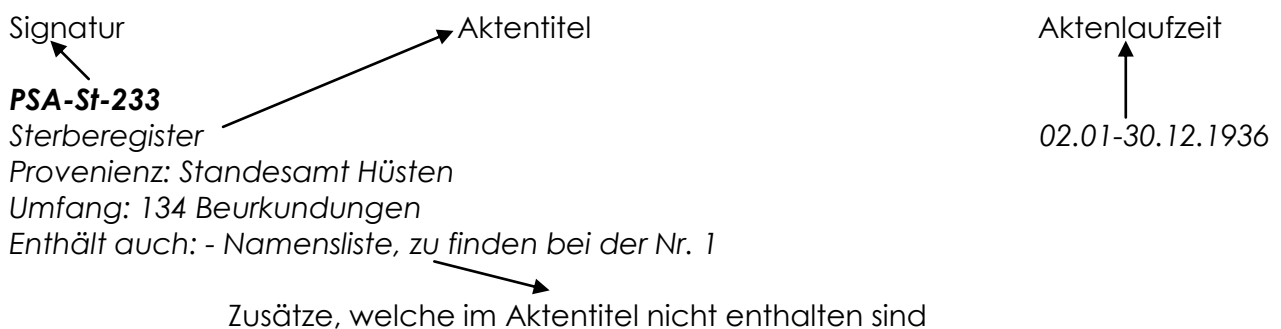 Signatur Aktentitel Aktenlaufzeit
PSA-St-233
Sterberegister 02.01-30.12.1936
Provenienz: Standesamt Hüsten
Umfang: 134 Beurkundungen
Enthält auch: - Namensliste, zu finden bei der Nr. 1
Zusätze, welche im Aktentitel nicht enthalten sind